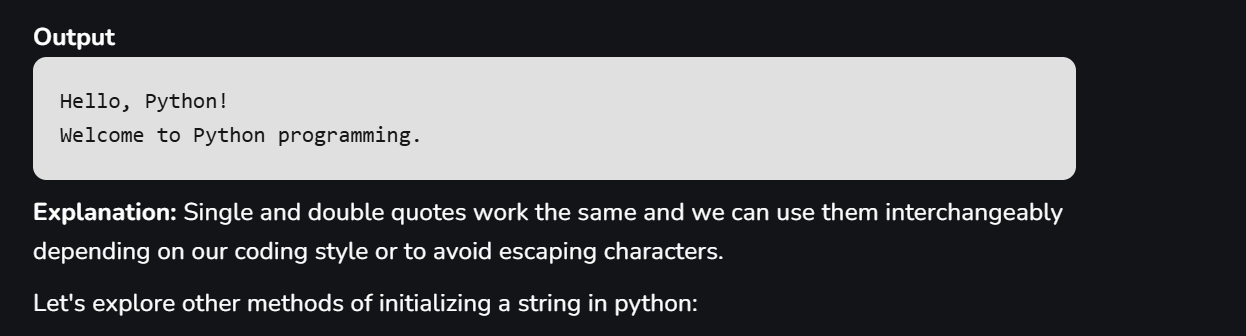 Output
Hello, Python!
Welcome to Python programming.
Explanation: Single and double quotes work the same and we can use them interchangeably
depending on our coding style or to avoid escaping characters.
Let's explore other methods of initializing a string in python: